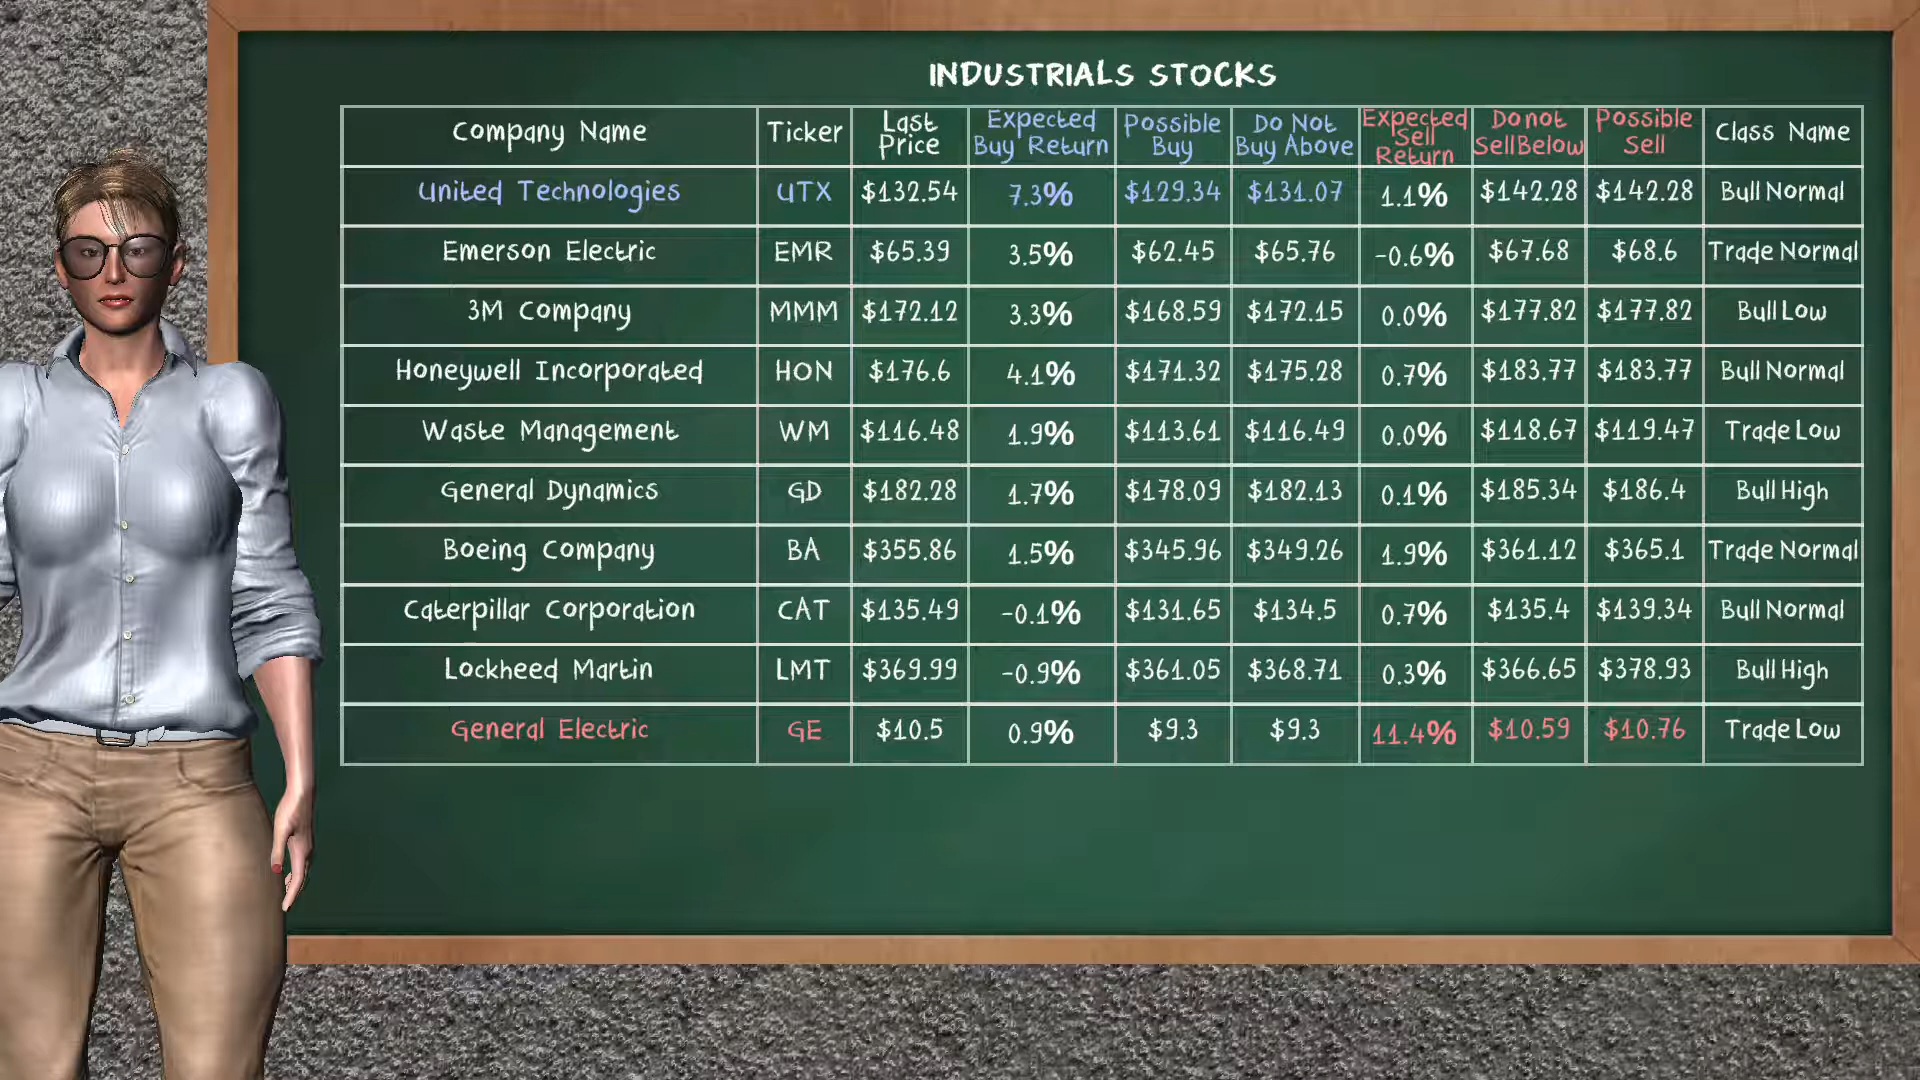 INDUSTRIALS STOCKS
Company Name Ticker Last Price Expected Buy Return Possible Buy Do Not Buy Above Expected Sell Return Do not Sell Below Possible Sell Class Name
United Technologies UTX $132.54 7.3% $129.34 $131.07 1.1% $142.28 $142.28 Bull Normal
Emerson Electric EMR $65.39 3.5% $62.45 $65.76 -0.6% $67.68 $68.6 Trade Normal
3M Company MMM $172.12 3.3% $168.59 $172.15 0.0% $177.82 $177.82 Bull Low
Honeywell Incorporated HON $176.6 4.1% $171.32 $175.28 0.7% $183.77 $183.77 Bull Normal
Waste Management WM $116.48 1.9% $113.61 $116.49 0.0% $118.67 $119.47 Trade Low
General Dynamics GD $182.28 1.7% $178.09 $182.13 0.1% $185.34 $186.4 Bull High
Boeing Company BA $355.86 1.5% $345.96 $349.26 1.9% $361.12 $365.1 Trade Normal
Caterpillar Corporation CAT $135.49 -0.1% $131.65 $134.5 0.7% $135.4 $139.34 Bull Normal
Lockheed Martin LMT $369.99 -0.9% $361.05 $368.71 0.3% $366.65 $378.93 Bull High
General Electric GE $10.5 0.9% $9.3 $9.3 11.4% $10.59 $10.76 Trade Low